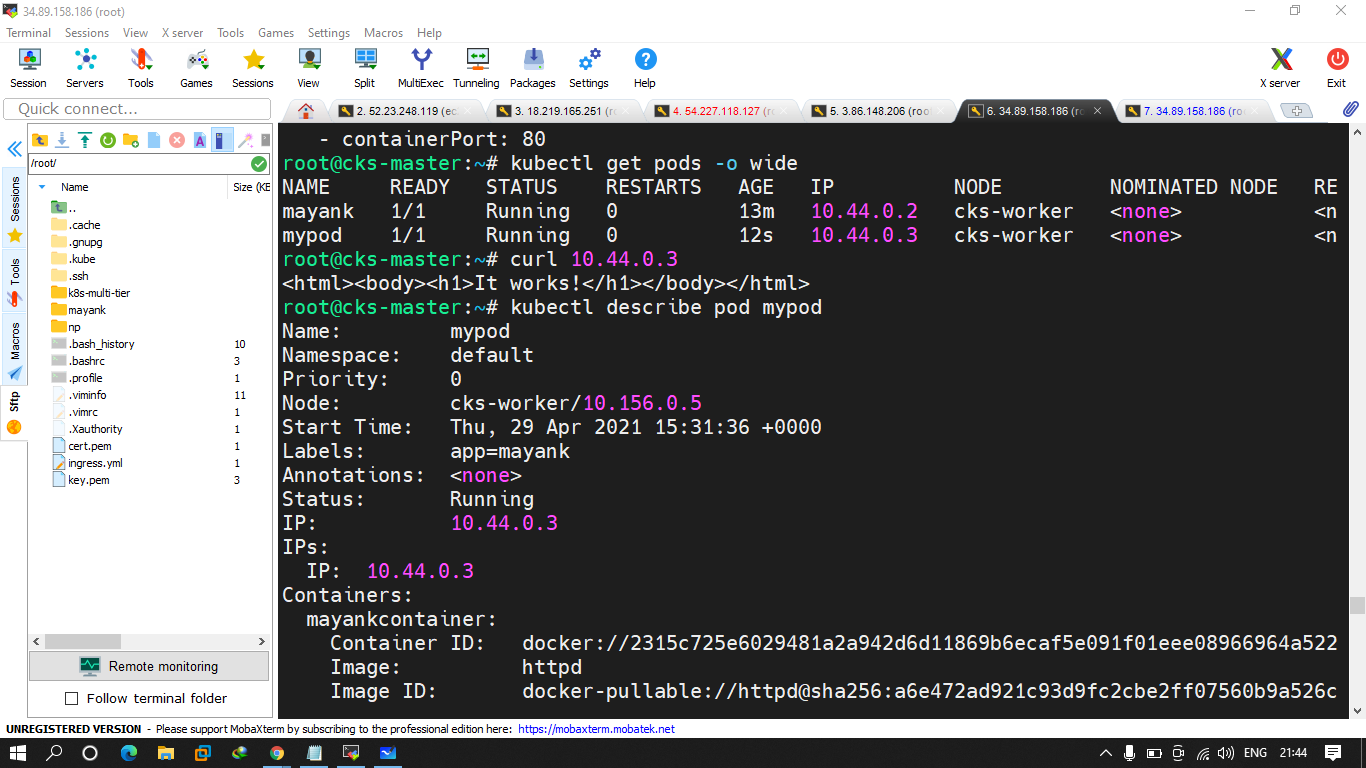 34.89.158.186 (root)
Terminal Sessions View X server Tools Games Settings Macros Help
Session Servers Tools Games Sessions View Split MultiExec Tunneling Packages Settings Help X server Exit
Quick connect...
2. 52.23.248.119 (ec
3. 18.219.165.251 (ro
4. 54.227.118.127 (ro
5. 3.86.148.206 (root
6. 34.89.158.186 (ro
7. 34.89.158.186 (ro
/root/
Name Size (KB
..
.cache
.gnupg
.kube
.ssh
k8s-multi-tier
mayank
np
.bash_history 10
.bashrc 3
.profile 1
.viminfo 11
.vimrc 1
.Xauthority 1
cert.pem 1
ingress.yml 1
key.pem 3
Sessions
Tools
Macros
Sftp
Remote monitoring
Follow terminal folder
- containerPort: 80
root@cks-master:~# kubectl get pods -o wide
NAME READY STATUS RESTARTS AGE IP NODE NOMINATED NODE RE
mayank 1/1 Running 0 13m 10.44.0.2 cks-worker <none> <n
mypod 1/1 Running 0 12s 10.44.0.3 cks-worker <none> <n
root@cks-master:~# curl 10.44.0.3
<html><body><h1>It works!</h1></body></html>
root@cks-master:~# kubectl describe pod mypod
Name: mypod
Namespace: default
Priority: 0
Node: cks-worker/10.156.0.5
Start Time: Thu, 29 Apr 2021 15:31:36 +0000
Labels: app=mayank
Annotations: <none>
Status: Running
IP: 10.44.0.3
IPs:
IP: 10.44.0.3
Containers:
mayankcontainer:
Container ID: docker://2315c725e6029481a2a942d6d11869b6ecaf5e091f01eee08966964a522
Image: httpd
Image ID: docker-pullable://httpd@sha256:a6e472ad921c93d9fc2cbe2ff07560b9a526c
UNREGISTERED VERSION - Please support MobaXterm by subscribing to the professional edition here: https://mobaxterm.mobatek.net
ENG 21:44